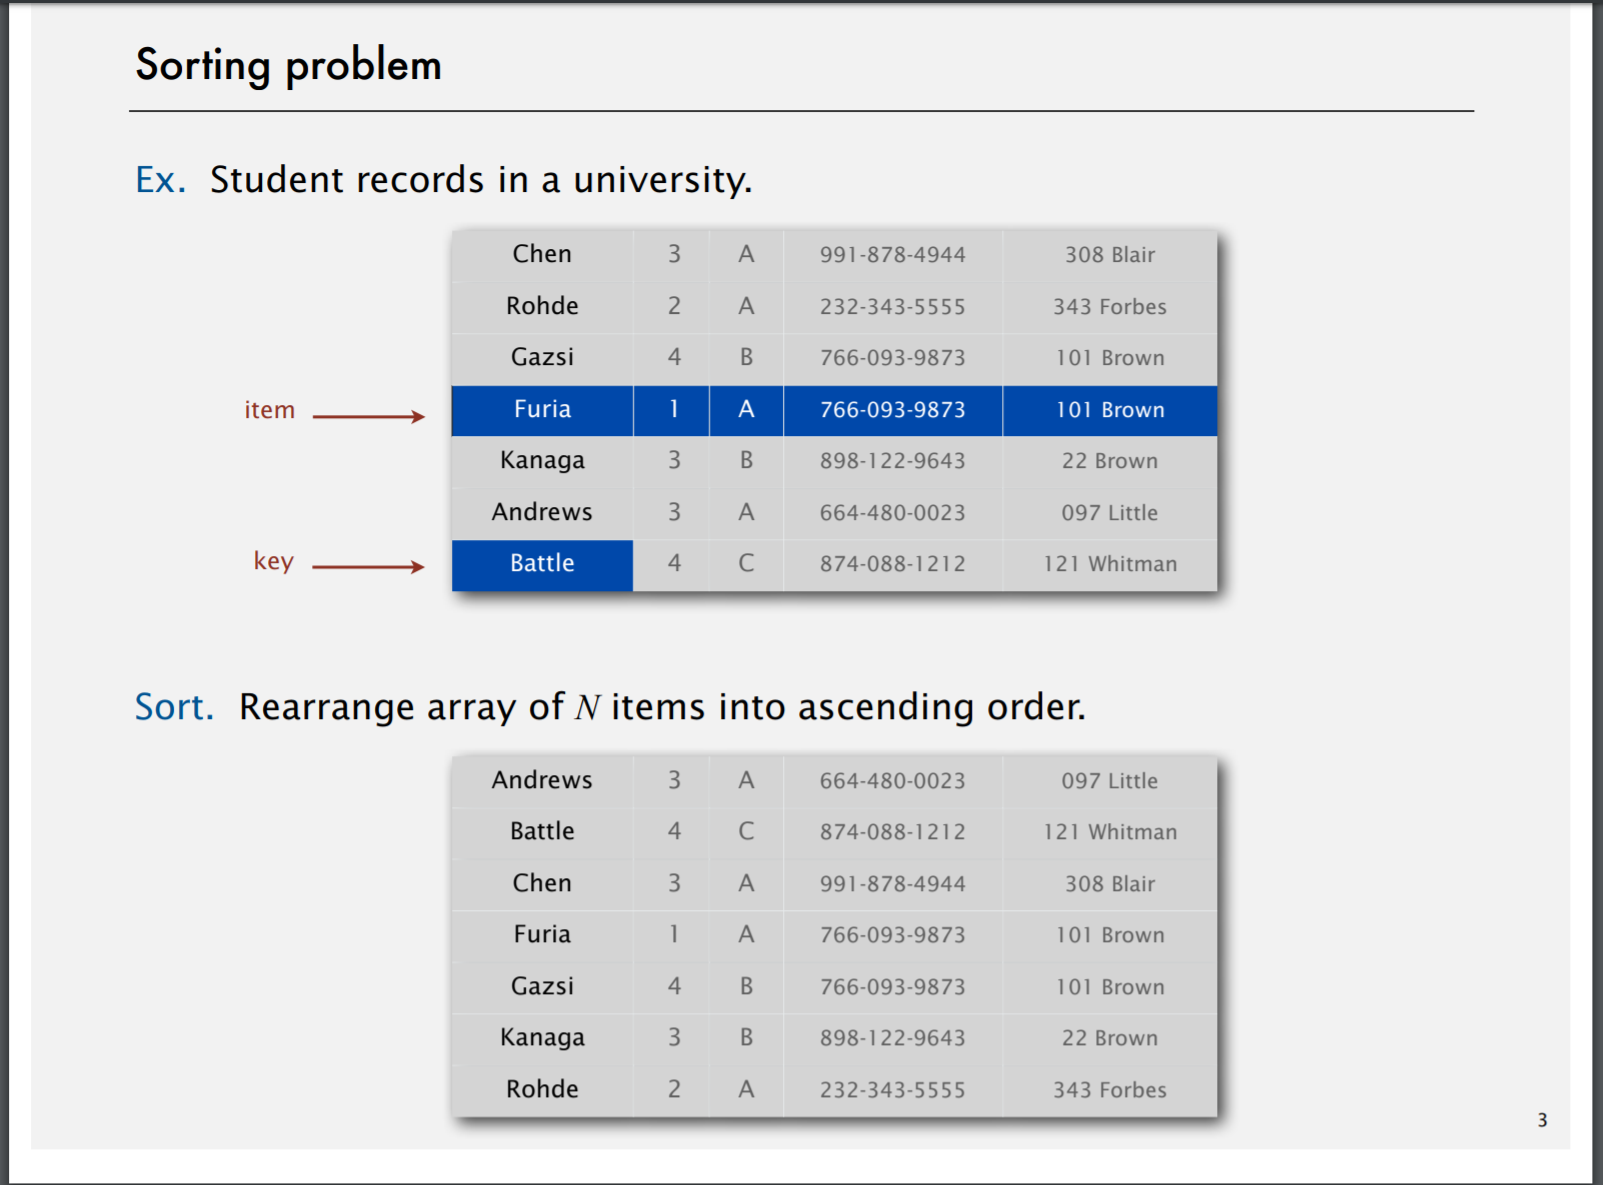 Sorting problem
Ex. Student records in a university.
Chen 3 A 991-878-4944 308 Blair
Rohde 2 A 232-343-5555 343 Forbes
Gazsi 4 B 766-093-9873 101 Brown
item Furia 1 A 766-093-9873 101 Brown
Kanaga 3 B 898-122-9643 22 Brown
Andrews 3 A 664-480-0023 097 Little
key Battle 4 C 874-088-1212 121 Whitman
Sort. Rearrange array of N items into ascending order.
Andrews 3 A 664-480-0023 097 Little
Battle 4 C 874-088-1212 121 Whitman
Chen 3 A 991-878-4944 308 Blair
Furia 1 A 766-093-9873 101 Brown
Gazsi 4 B 766-093-9873 101 Brown
Kanaga 3 B 898-122-9643 22 Brown
Rohde 2 A 232-343-5555 343 Forbes
3